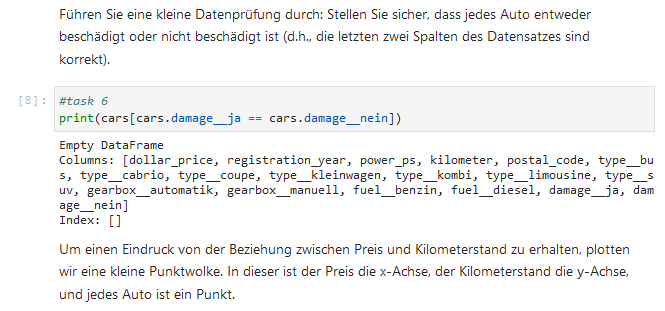 Führen Sie eine kleine Datenprüfung durch: Stellen Sie sicher, dass jedes Auto entweder
beschädigt oder nicht beschädigt ist (d.h., die letzten zwei Spalten des Datensatzes sind
korrekt).
[8]: #task 6
print(cars[cars.damage__ja == cars.damage__nein])
Empty DataFrame
Columns: [dollar_price, registration_year, power_ps, kilometer, postal_code, type__bu
s, type__cabrio, type__coupe, type__kleinwagen, type__kombi, type__limousine, type__s
uv, gearbox__automatik, gearbox__manuell, fuel__benzin, fuel__diesel, damage__ja, dam
age__nein]
Index: []
Um einen Eindruck von der Beziehung zwischen Preis und Kilometerstand zu erhalten, plotten
wir eine kleine Punktwolke. In dieser ist der Preis die x-Achse, der Kilometerstand die y-Achse,
und jedes Auto ist ein Punkt.